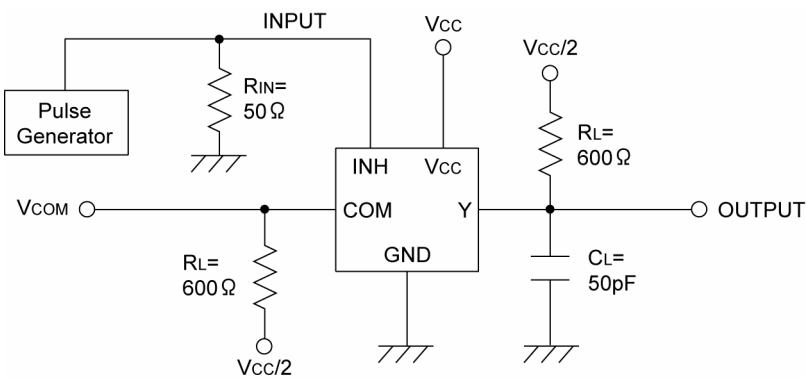 INPUT
VCC
VCC/2
Pulse
Generator
RIN=
50Ω
RL=
600Ω
INH
VCC
VCOM
COM
Y
OUTPUT
GND
RL=
600Ω
CL=
50pF
VCC/2